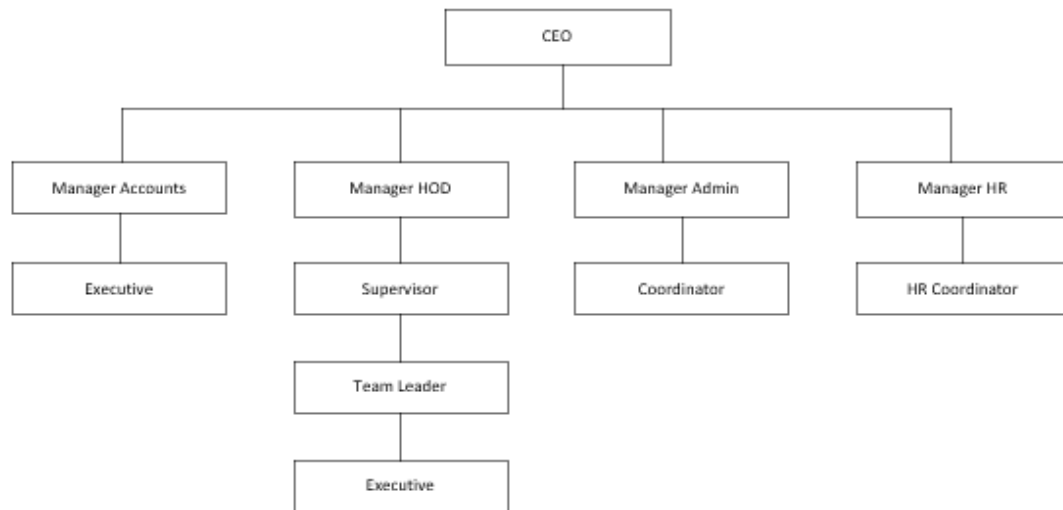 CEO
Manager Accounts
Manager HOD
Manager Admin
Manager HR
Executive
Supervisor
Coordinator
HR Coordinator
Team Leader
Executive